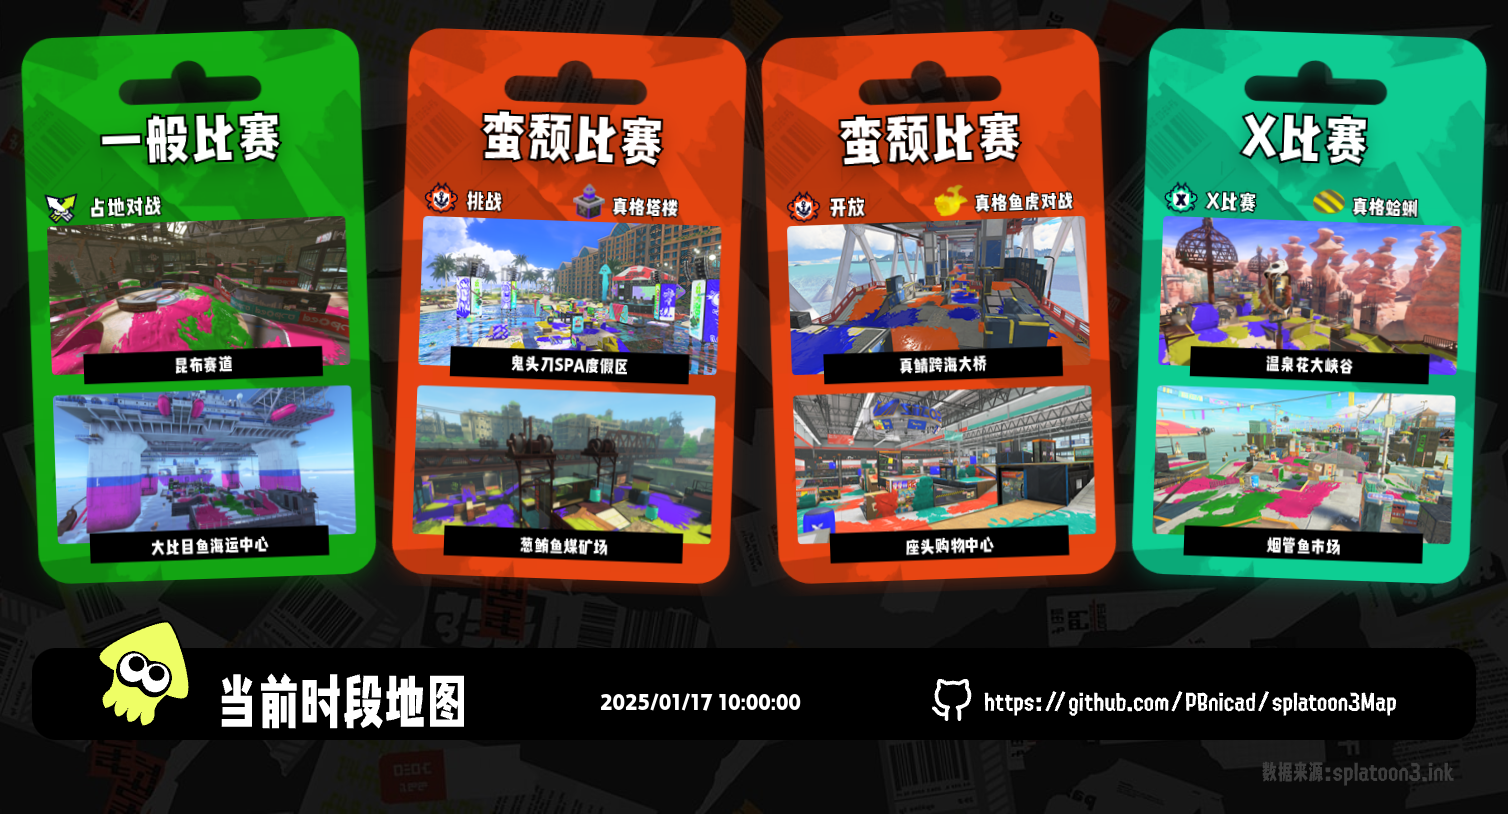 一般比赛
占地对战
昆布赛道
大比目鱼海运中心
蛮颓比赛
挑战
真格塔楼
鬼头刀SPA度假区
葱鲔鱼煤矿场
蛮颓比赛
开放
真格鱼虎对战
真鲭跨海大桥
座头购物中心
X比赛
X比赛
真格蛤蜊
温泉花大峡谷
烟管鱼市场
当前时段地图
2025/01/17 10:00:00
https://github.com/PBnicad/splatoon3Map
数据来源:splatoon3.ink